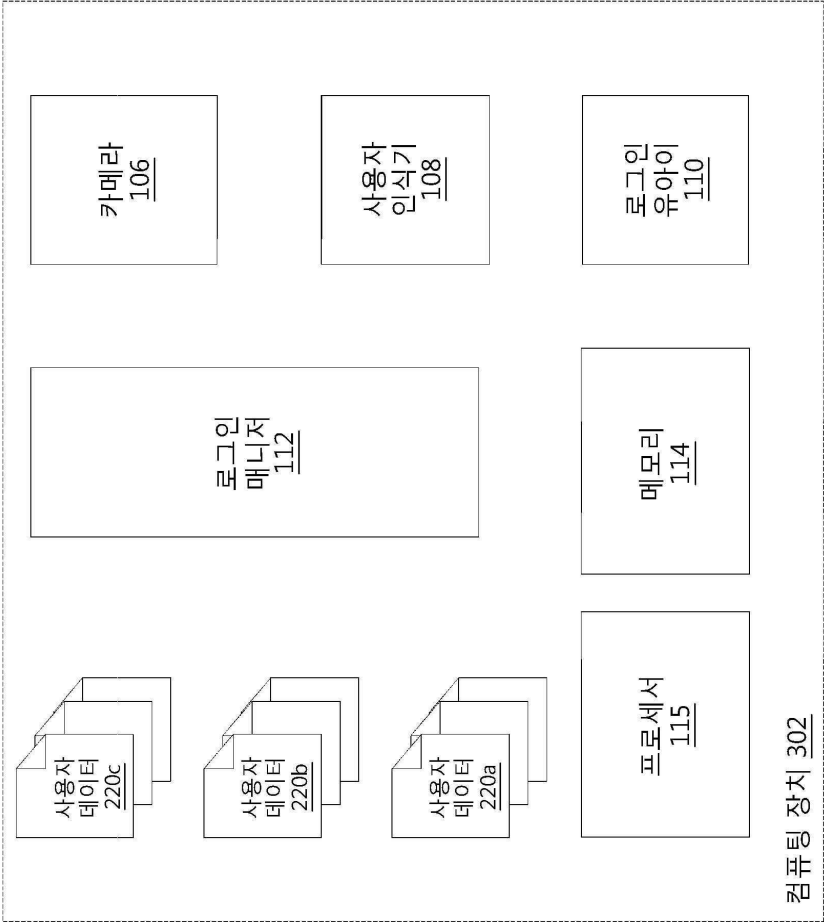 사용자
데이터
220c
카메라
106
사용자
데이터
220b
로그인
매니저
112
사용자
데이터
220a
사용자
인식기
108
프로세서
115
메모리
114
로그인
유아이
110
컴퓨팅 장치 302